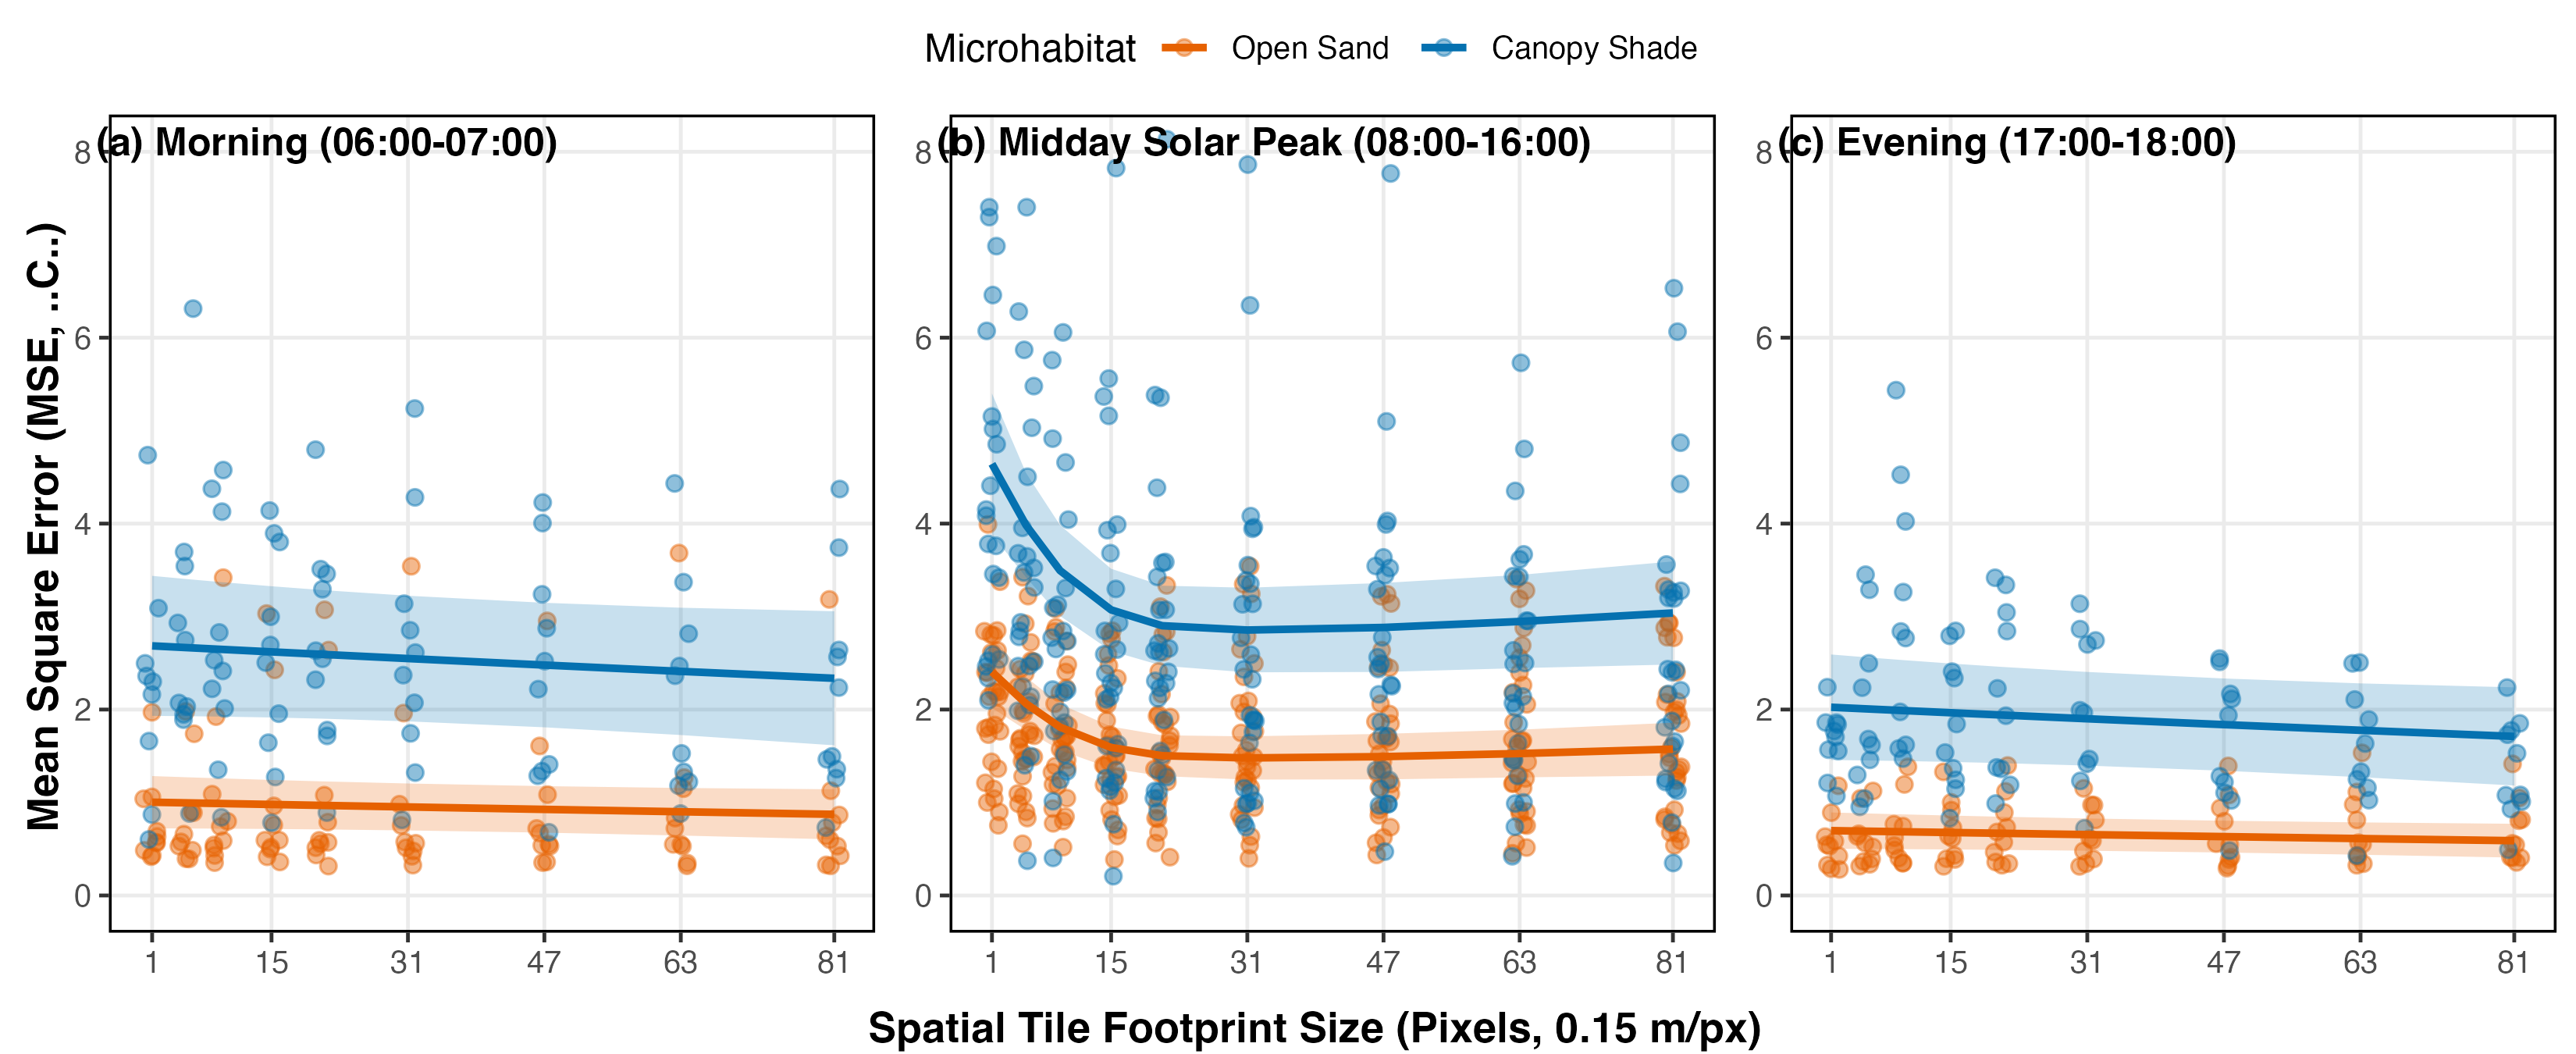 Microhabitat Open Sand Canopy Shade
(a) Morning (06:00-07:00)
(b) Midday Solar Peak (08:00-16:00)
(c) Evening (17:00-18:00)
Mean Square Error (MSE, ..C..)
8
6
4
2
0
8
6
4
2
0
8
6
4
2
0
1 15 31 47 63 81
1 15 31 47 63 81
1 15 31 47 63 81
Spatial Tile Footprint Size (Pixels, 0.15 m/px)